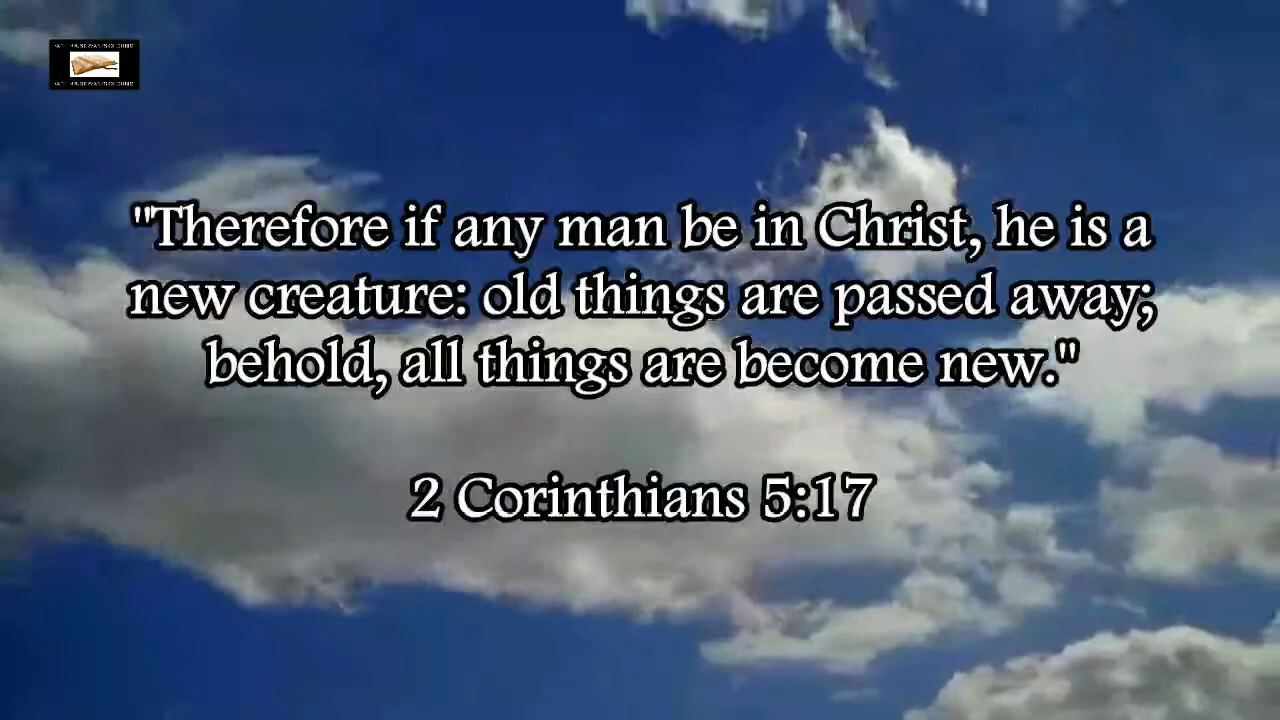 "Therefore if any man be in Christ, he is a
new creature: old things are passed away;
behold, all things are become new."
2 Corinthians 5:17